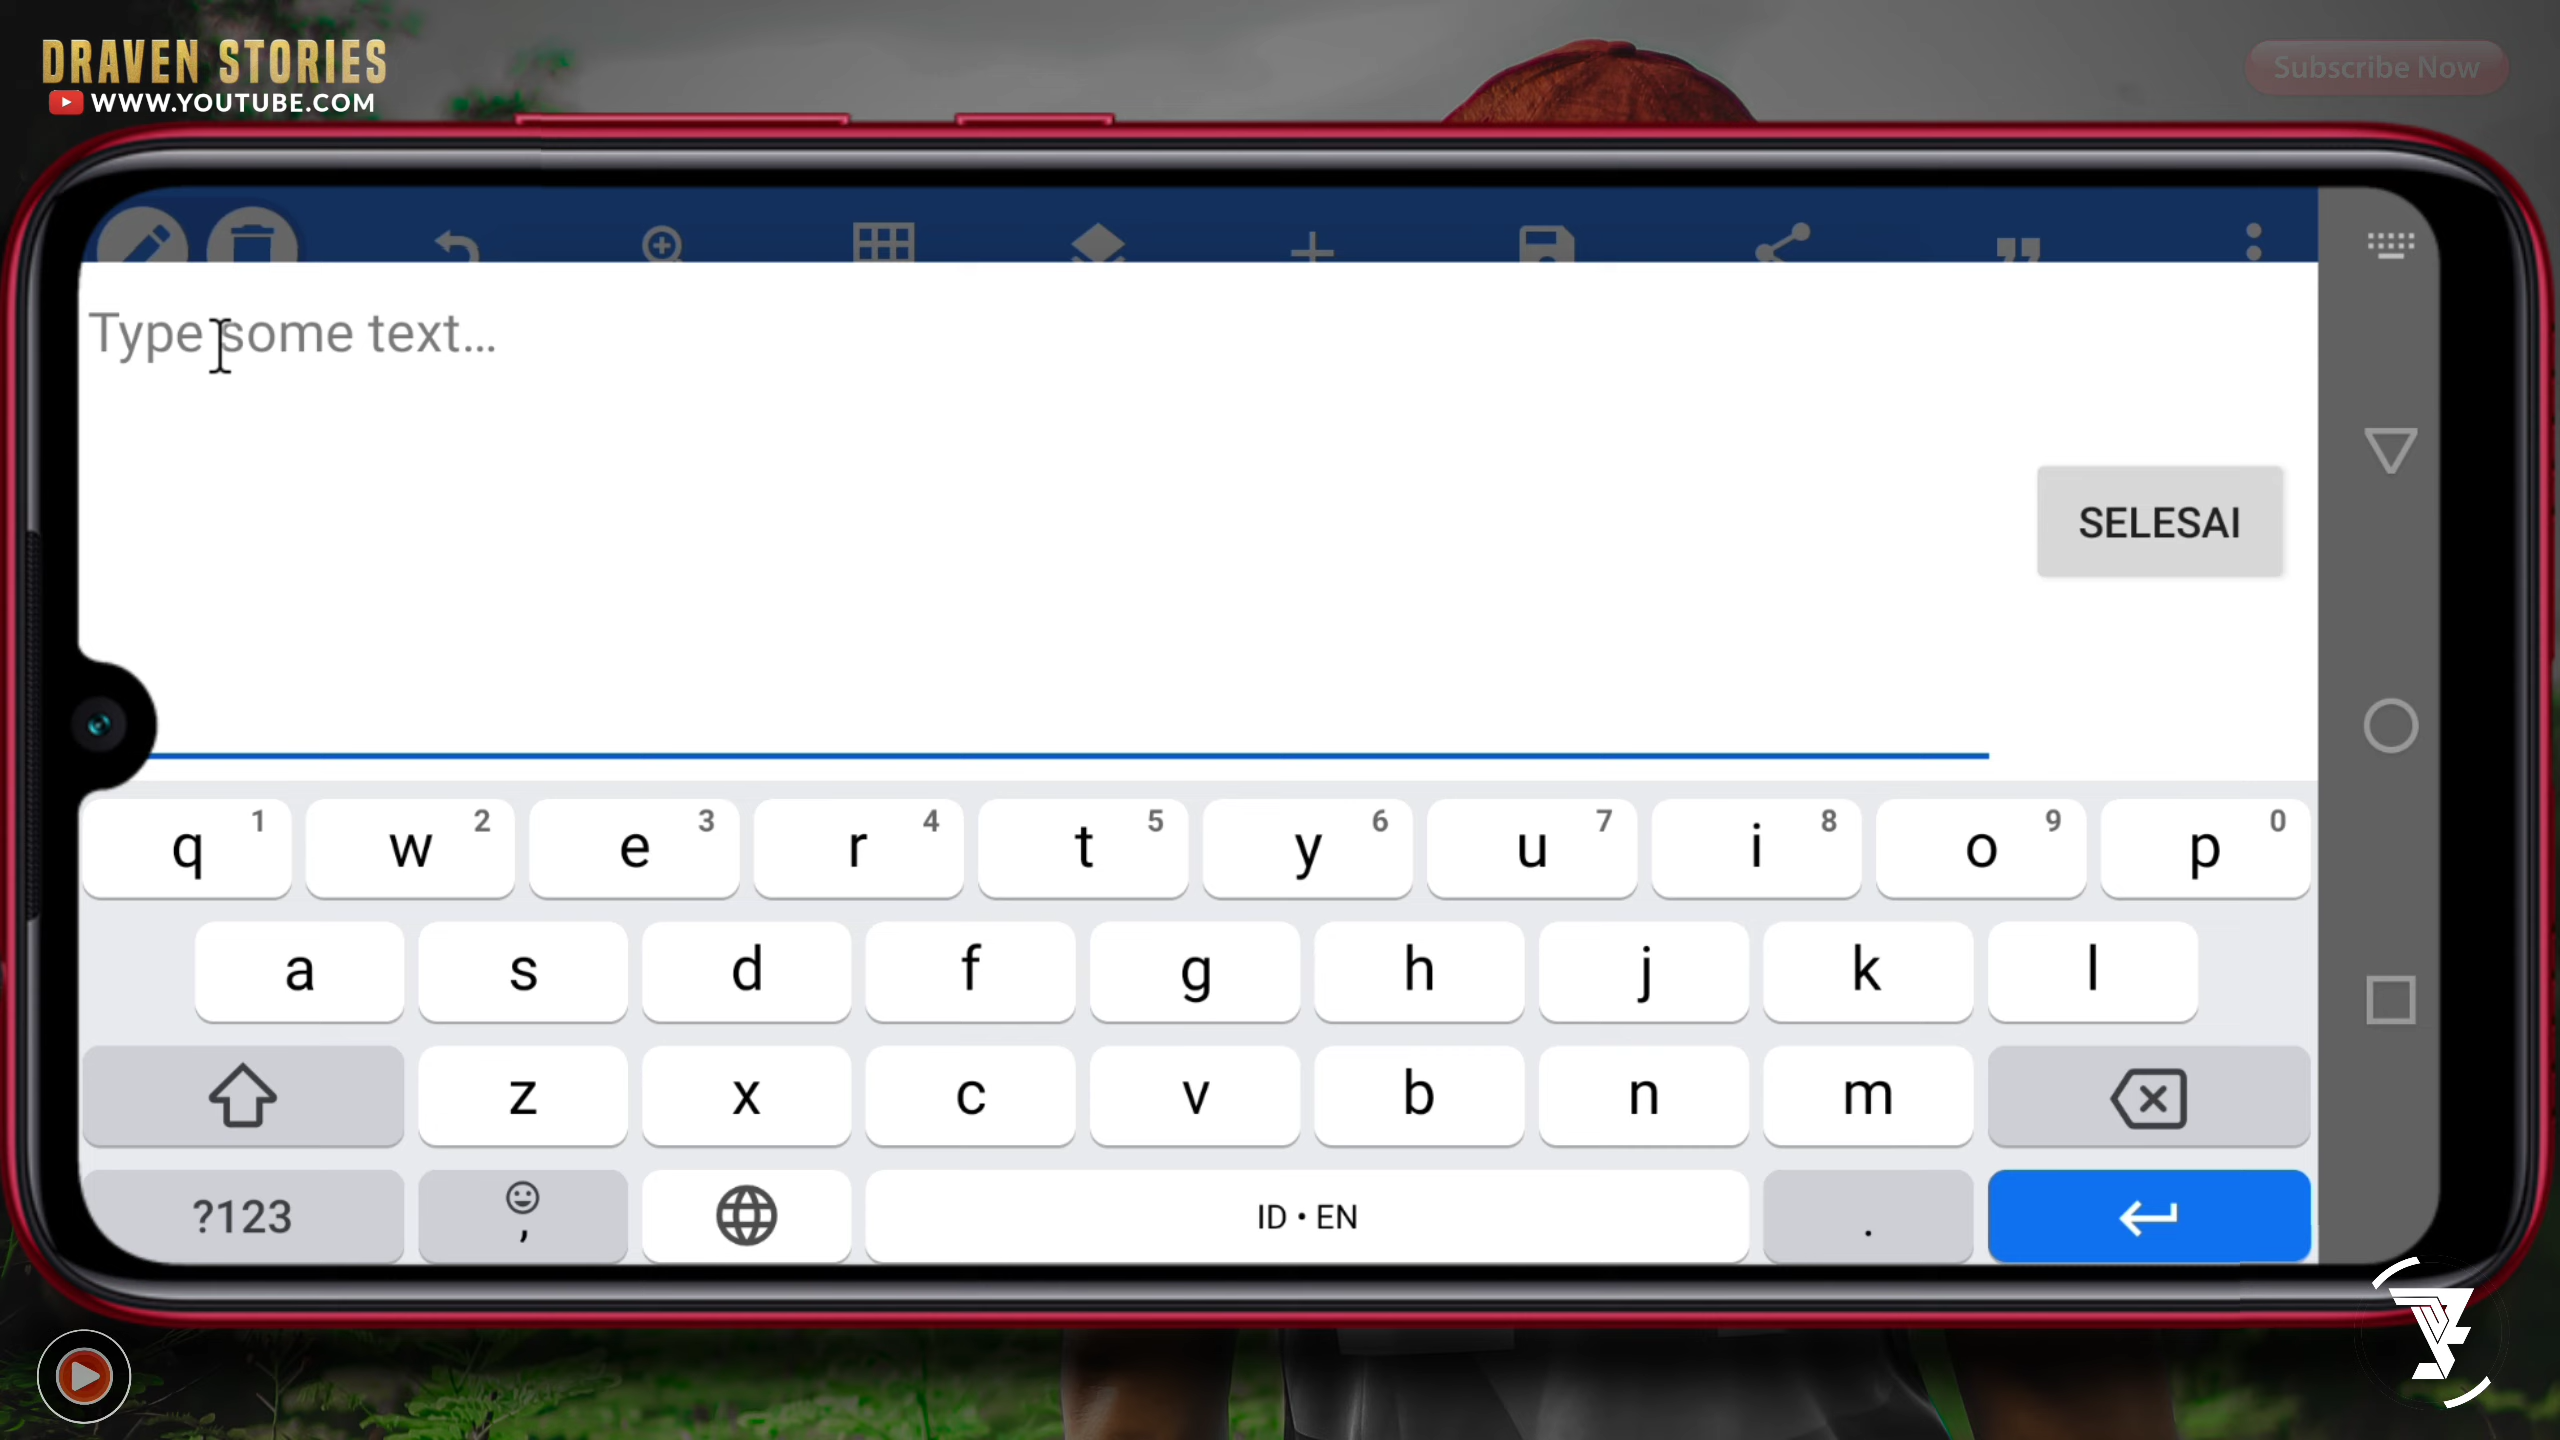 DRAVEN STORIES
WWW.YOUTUBE.COM
Subscribe Now
Type some text...
SELESAI
q 1 w 2 e 3 r 4 t 5 y 6 u 7 i 8 o 9 p 0
a s d f g h j k l
z x c v b n m
?123 , ID • EN .